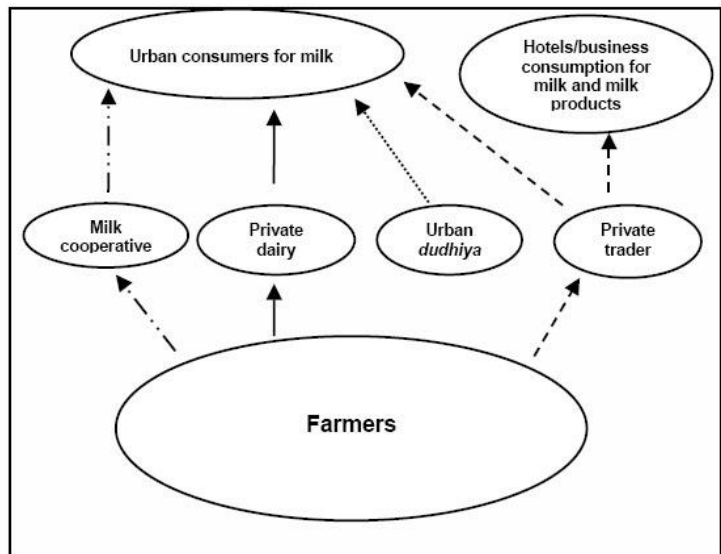 Urban consumers for milk
Hotels/business
consumption for
milk and milk
products
Milk
cooperative
Private
dairy
Urban
dudhiya
Private
trader
Farmers